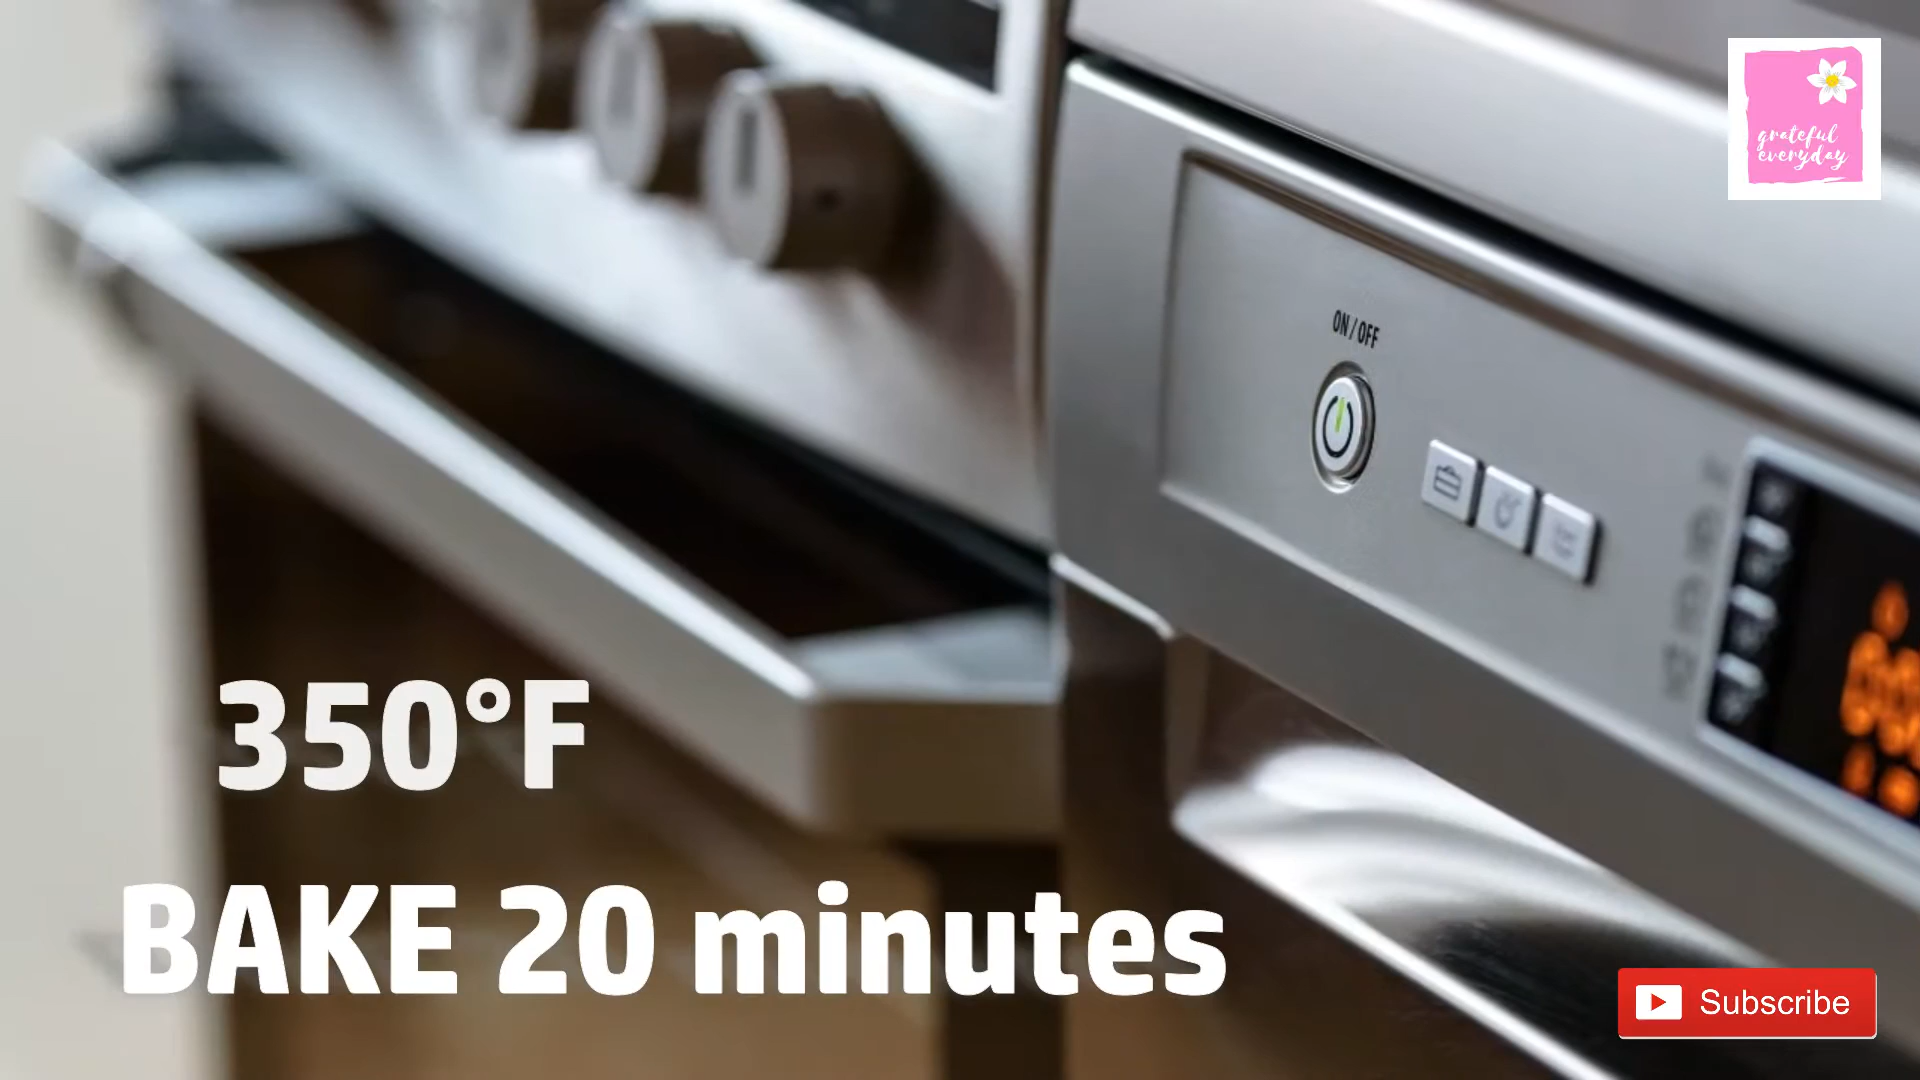 grateful
everyday
ON / OFF
350°F
BAKE 20 minutes
Subscribe